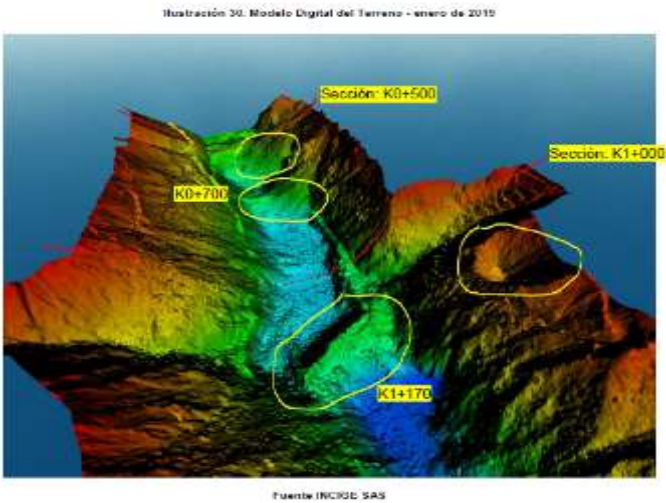 Ilustración 30. Modelo Digital del Terreno - enero de 2019
Sección: K0+500
Sección: K1+000
K0+700
K1+170
Fuente INCIGE SAS